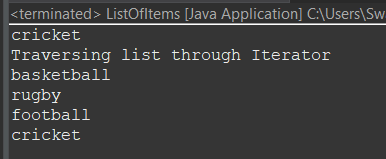 <terminated> ListOfItems [Java Application] C:\Users\Sw
cricket
Traversing list through Iterator
basketball
rugby
football
cricket